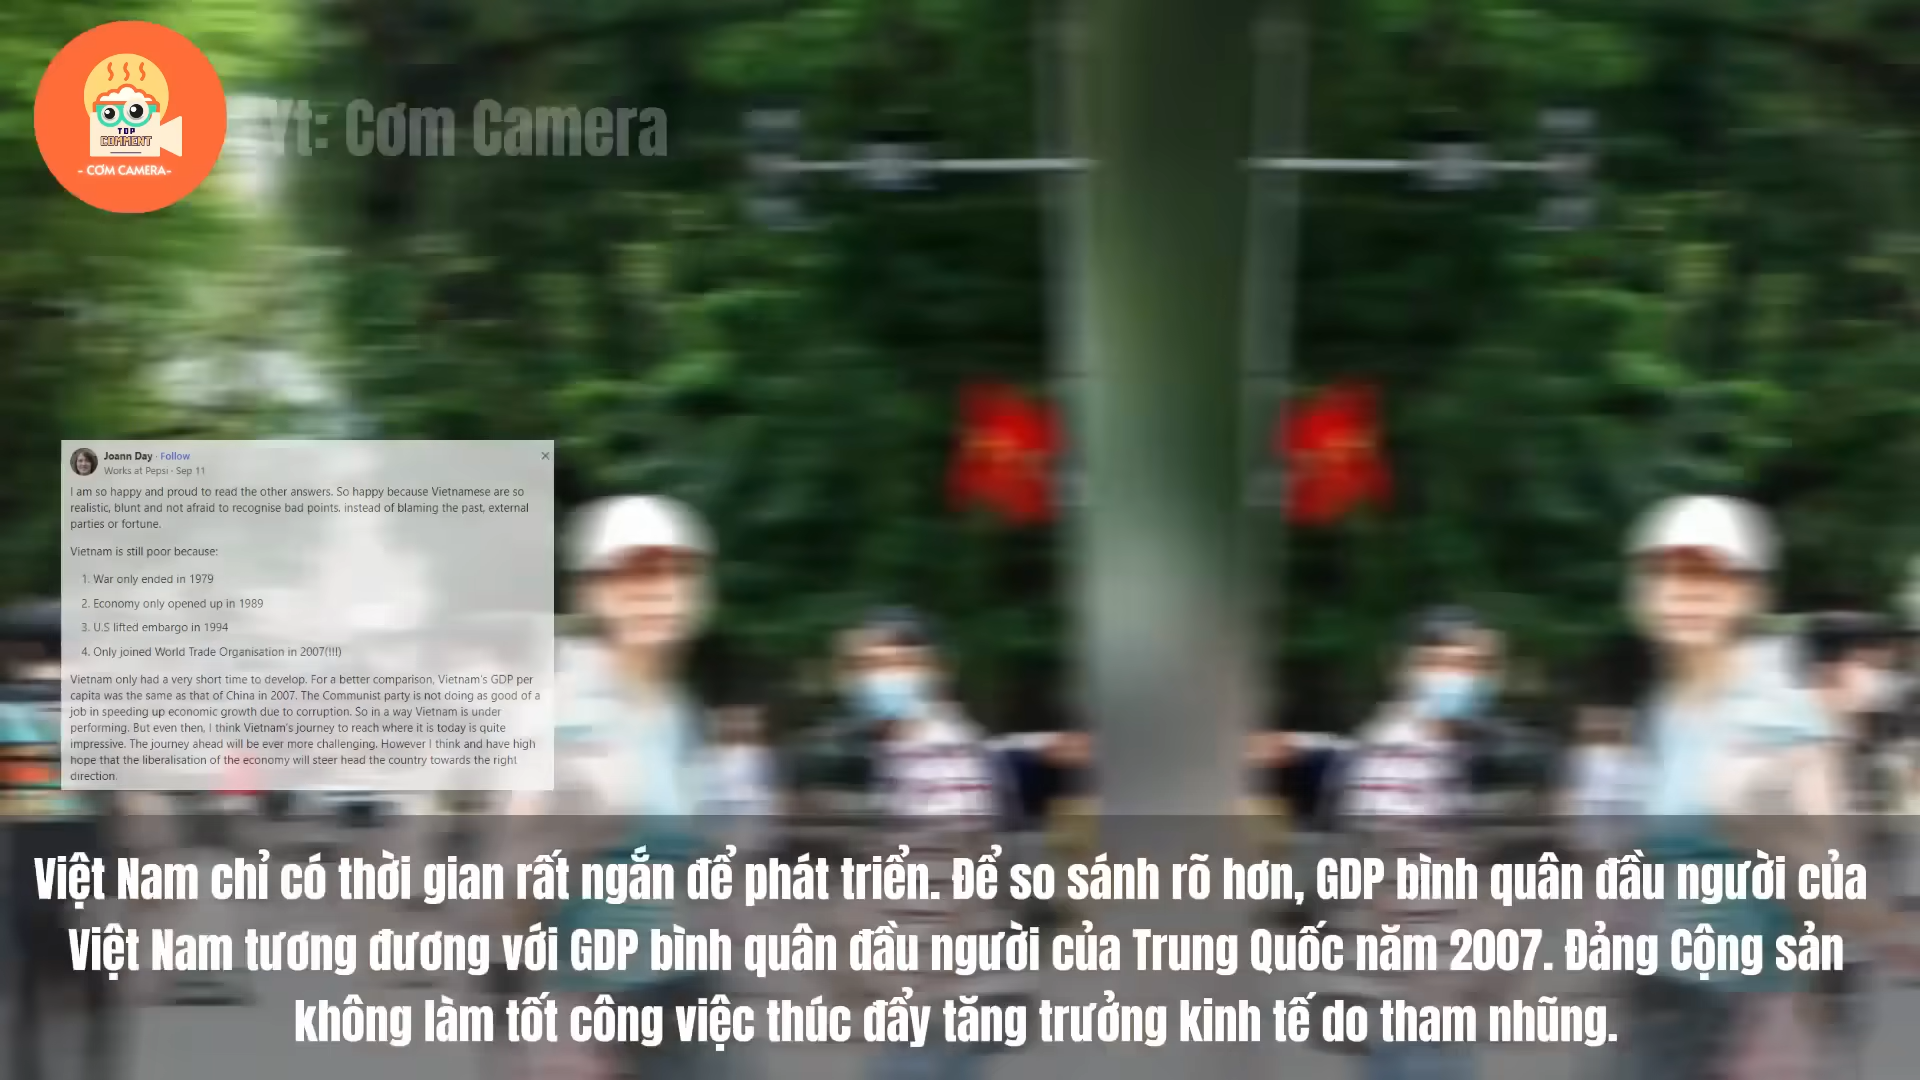 TOP
COMMENT
- CƠM CAMERA-
Yt: Cơm Camera
Joann Day · Follow
Works at Pepsi · Sep 11
I am so happy and proud to read the other answers. So happy because Vietnamese are so
realistic, blunt and not afraid to recognise bad points. instead of blaming the past, external
parties or fortune.
Vietnam is still poor because:
1. War only ended in 1979
2. Economy only opened up in 1989
3. U.S lifted embargo in 1994
4. Only joined World Trade Organisation in 2007(!!!)
Vietnam only had a very short time to develop. For a better comparison, Vietnam's GDP per
capita was the same as that of China in 2007. The Communist party is not doing as good of a
job in speeding up economic growth due to corruption. So in a way Vietnam is under
performing. But even then, I think Vietnam's journey to reach where it is today is quite
impressive. The journey ahead will be ever more challenging. However I think and have high
hope that the liberalisation of the economy will steer head the country towards the right
direction.
Việt Nam chỉ có thời gian rất ngắn để phát triển. Để so sánh rõ hơn, GDP bình quân đầu người của
Việt Nam tương đương với GDP bình quân đầu người của Trung Quốc năm 2007. Đảng Cộng sản
không làm tốt công việc thúc đẩy tăng trưởng kinh tế do tham nhũng.